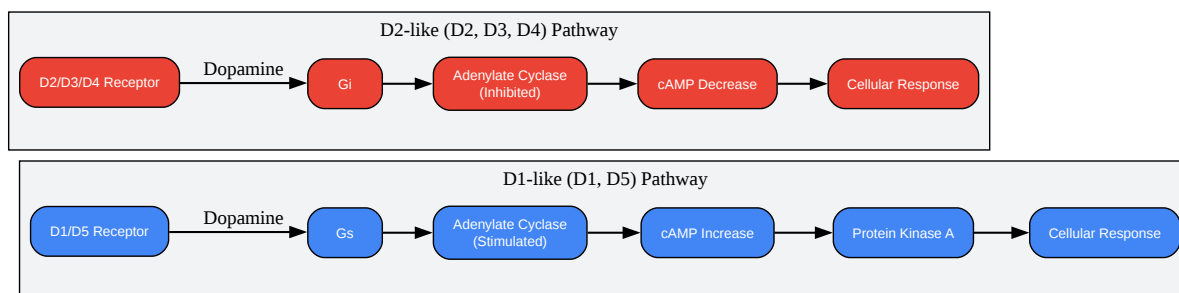 D2-like (D2, D3, D4) Pathway
D2/D3/D4 Receptor
Dopamine
Gi
Adenylate Cyclase
(Inhibited)
cAMP Decrease
Cellular Response
D1-like (D1, D5) Pathway
D1/D5 Receptor
Dopamine
Gs
Adenylate Cyclase
(Stimulated)
cAMP Increase
Protein Kinase A
Cellular Response